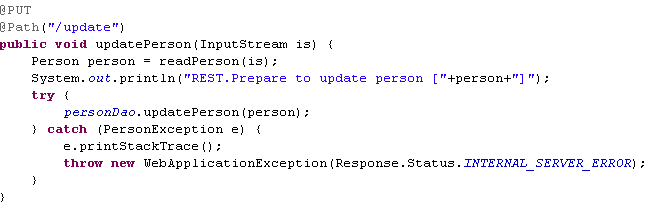 @PUT
@Path("/update")
public void updatePerson(InputStream is) {
    Person person = readPerson(is);
    System.out.println("REST.Prepare to update person ["+person+"]");
    try {
        personDao.updatePerson(person);
    } catch (PersonException e) {
        e.printStackTrace();
        throw new WebApplicationException(Response.Status.INTERNAL_SERVER_ERROR);
    }
}